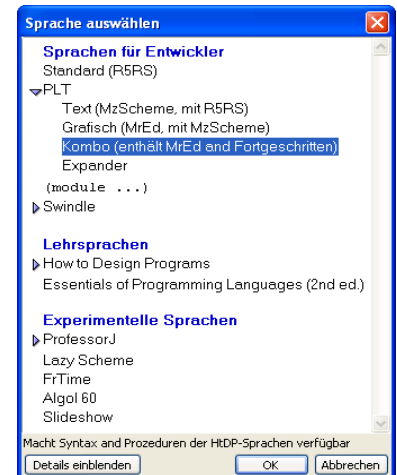 Sprache auswählen
Sprachen für Entwickler
Standard (R5RS)
PLT
Text (MzScheme, mit R5RS)
Grafisch (MrEd, mit MzScheme)
Kombo (enthält MrEd and Fortgeschritten)
Expander
(module ...)
Swindle
Lehrsprachen
How to Design Programs
Essentials of Programming Languages (2nd ed.)
Experimentelle Sprachen
ProfessorJ
Lazy Scheme
FrTime
Algol 60
Slideshow
Macht Syntax and Prozeduren der HtDP-Sprachen verfügbar
Details einblenden OK Abbrechen